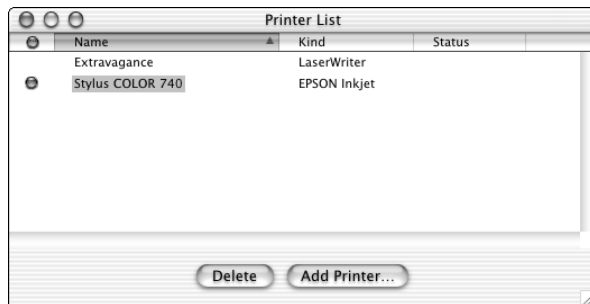 Printer List
Name Kind Status
Extravagance LaserWriter
Stylus COLOR 740 EPSON Inkjet
Delete Add Printer...